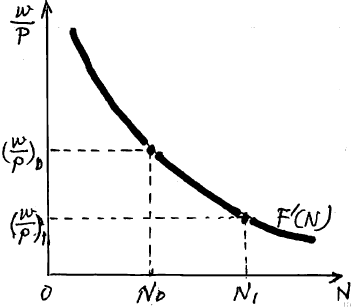 W/P
(W/P)₀
(W/P)₁
F'(N)
0 N₀ N₁ N